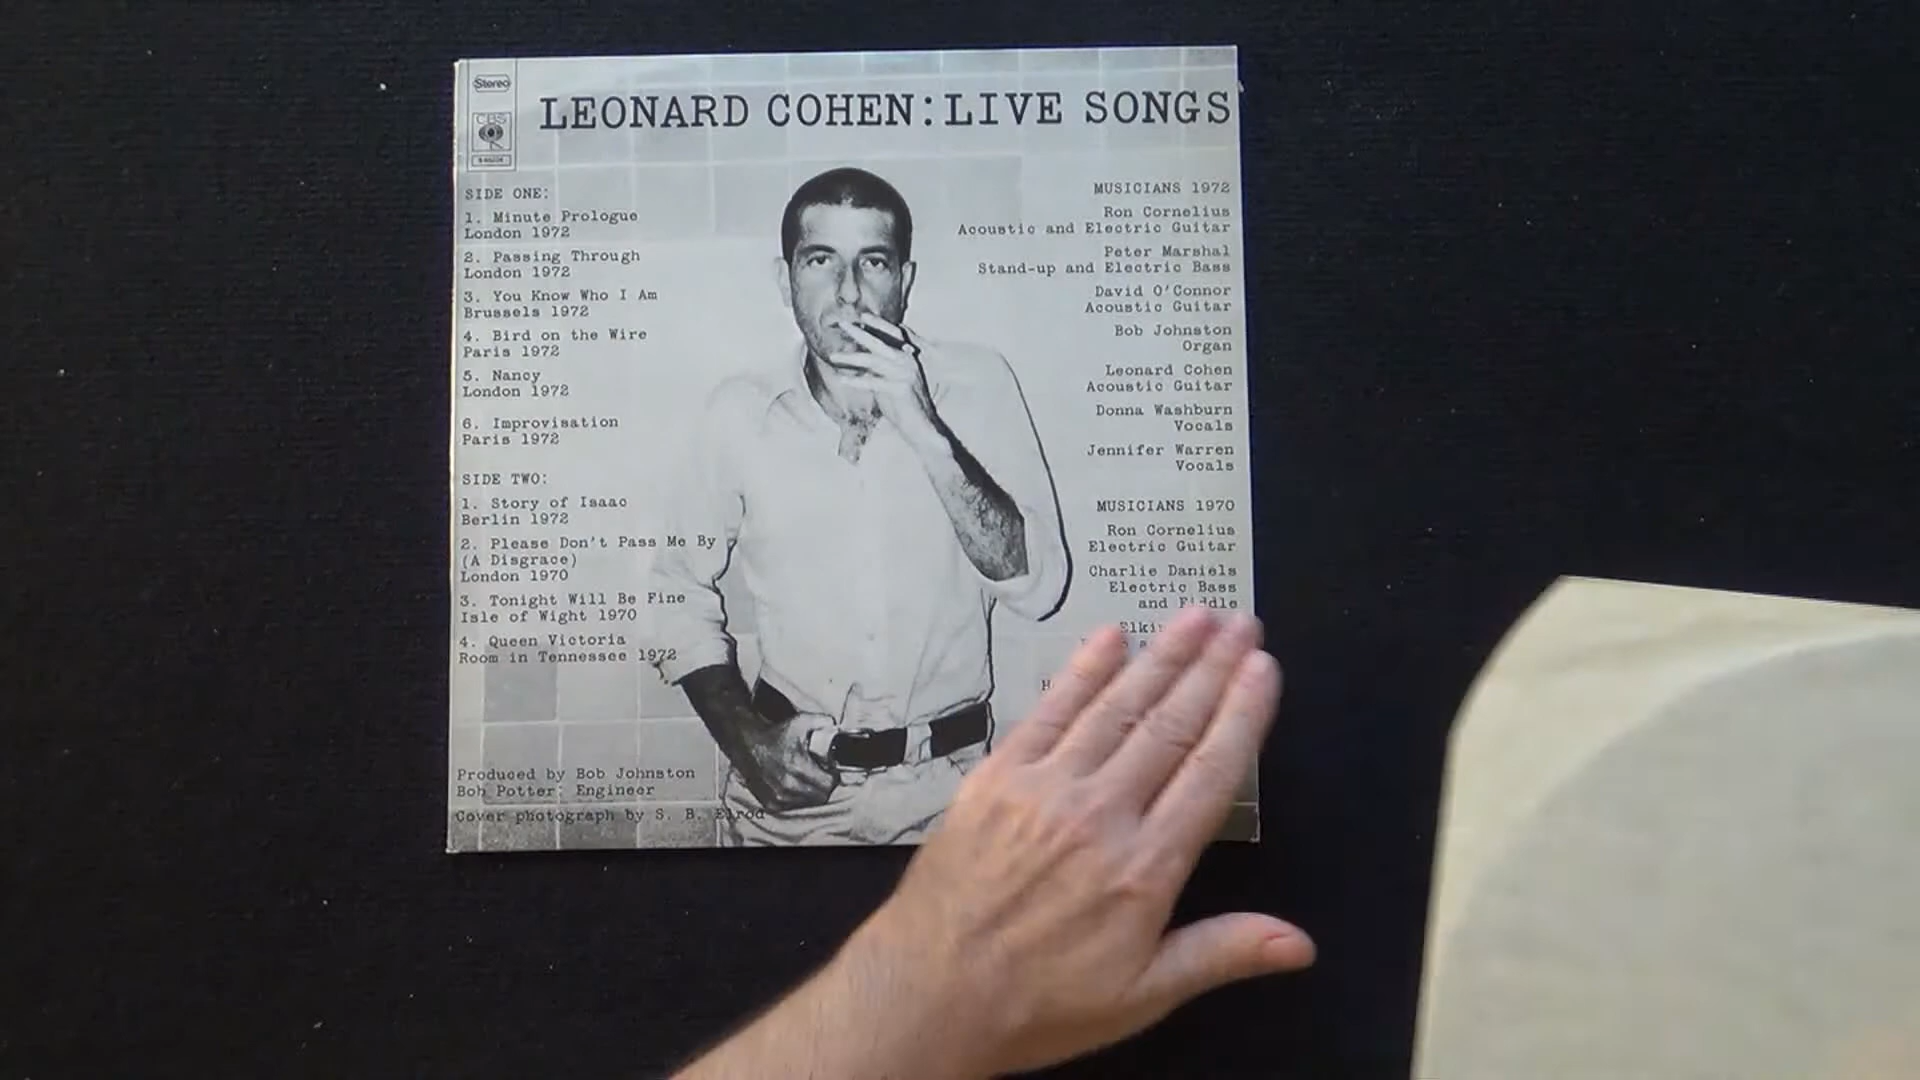 Stereo
CBS
LEONARD COHEN: LIVE SONGS
SIDE ONE:
1. Minute Prologue
London 1972
2. Passing Through
London 1972
3. You Know Who I Am
Brussels 1972
4. Bird on the Wire
Paris 1972
5. Nancy
London 1972
6. Improvisation
Paris 1972
SIDE TWO:
1. Story of Isaac
Berlin 1972
2. Please Don't Pass Me By
(A Disgrace)
London 1970
3. Tonight Will Be Fine
Isle of Wight 1970
4. Queen Victoria
Room in Tennessee 1972
Produced by Bob Johnston
Bob Potter: Engineer
Cover photograph by S. B. Elrod
MUSICIANS 1972
Ron Cornelius
Acoustic and Electric Guitar
Peter Marshal
Stand-up and Electric Bass
David O'Connor
Acoustic Guitar
Bob Johnston
Organ
Leonard Cohen
Acoustic Guitar
Donna Washburn
Vocals
Jennifer Warren
Vocals
MUSICIANS 1970
Ron Cornelius
Electric Guitar
Charlie Daniels
Electric Bass
and Fiddle